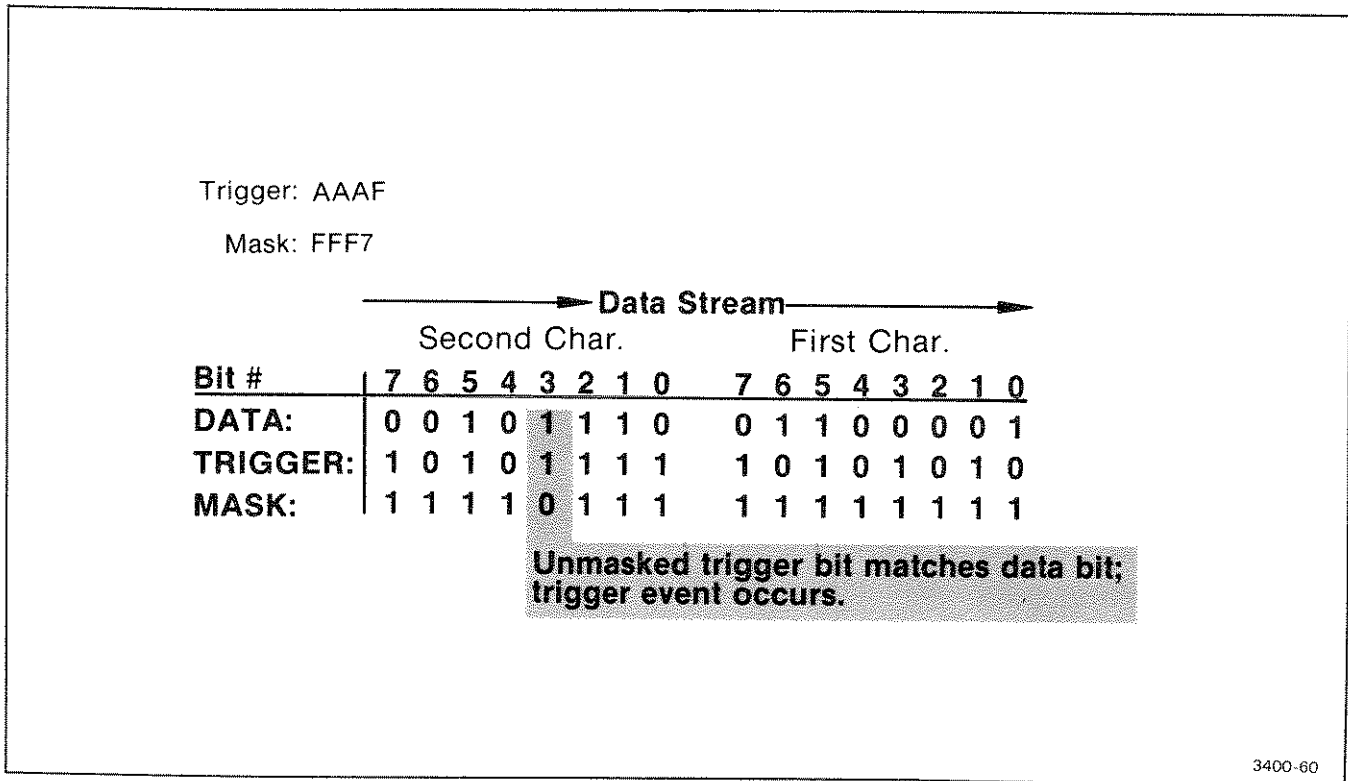 Trigger: AAAF
Mask: FFF7
Data Stream
Second Char. First Char.
Bit # 7 6 5 4 3 2 1 0 7 6 5 4 3 2 1 0
DATA: 0 0 1 0 1 1 1 0 0 1 1 0 0 0 0 1
TRIGGER: 1 0 1 0 1 1 1 1 1 0 1 0 1 0 1 0
MASK: 1 1 1 1 0 1 1 1 1 1 1 1 1 1 1 1
Unmasked trigger bit matches data bit;
trigger event occurs.
3400-60